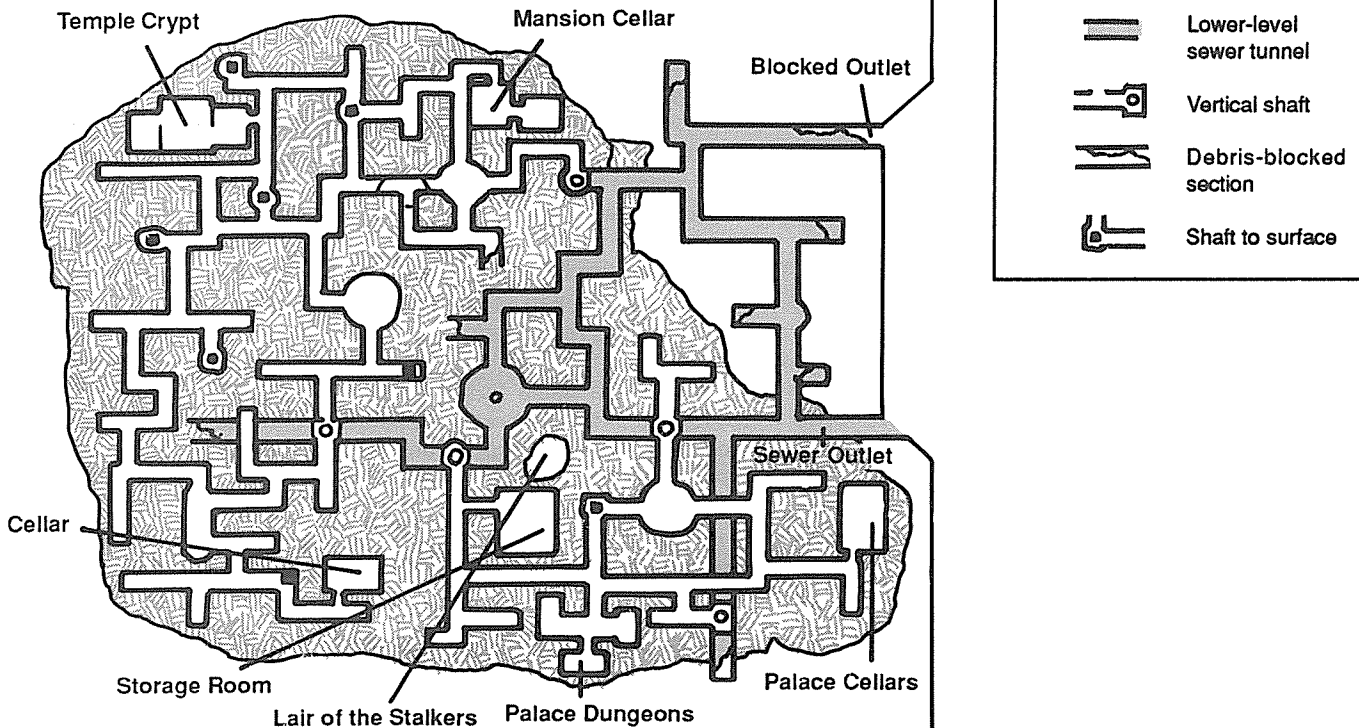 Temple Crypt
Mansion Cellar
Blocked Outlet
Sewer Outlet
Cellar
Storage Room
Lair of the Stalkers
Palace Dungeons
Palace Cellars
Lower-level
sewer tunnel
Vertical shaft
Debris-blocked
section
Shaft to surface